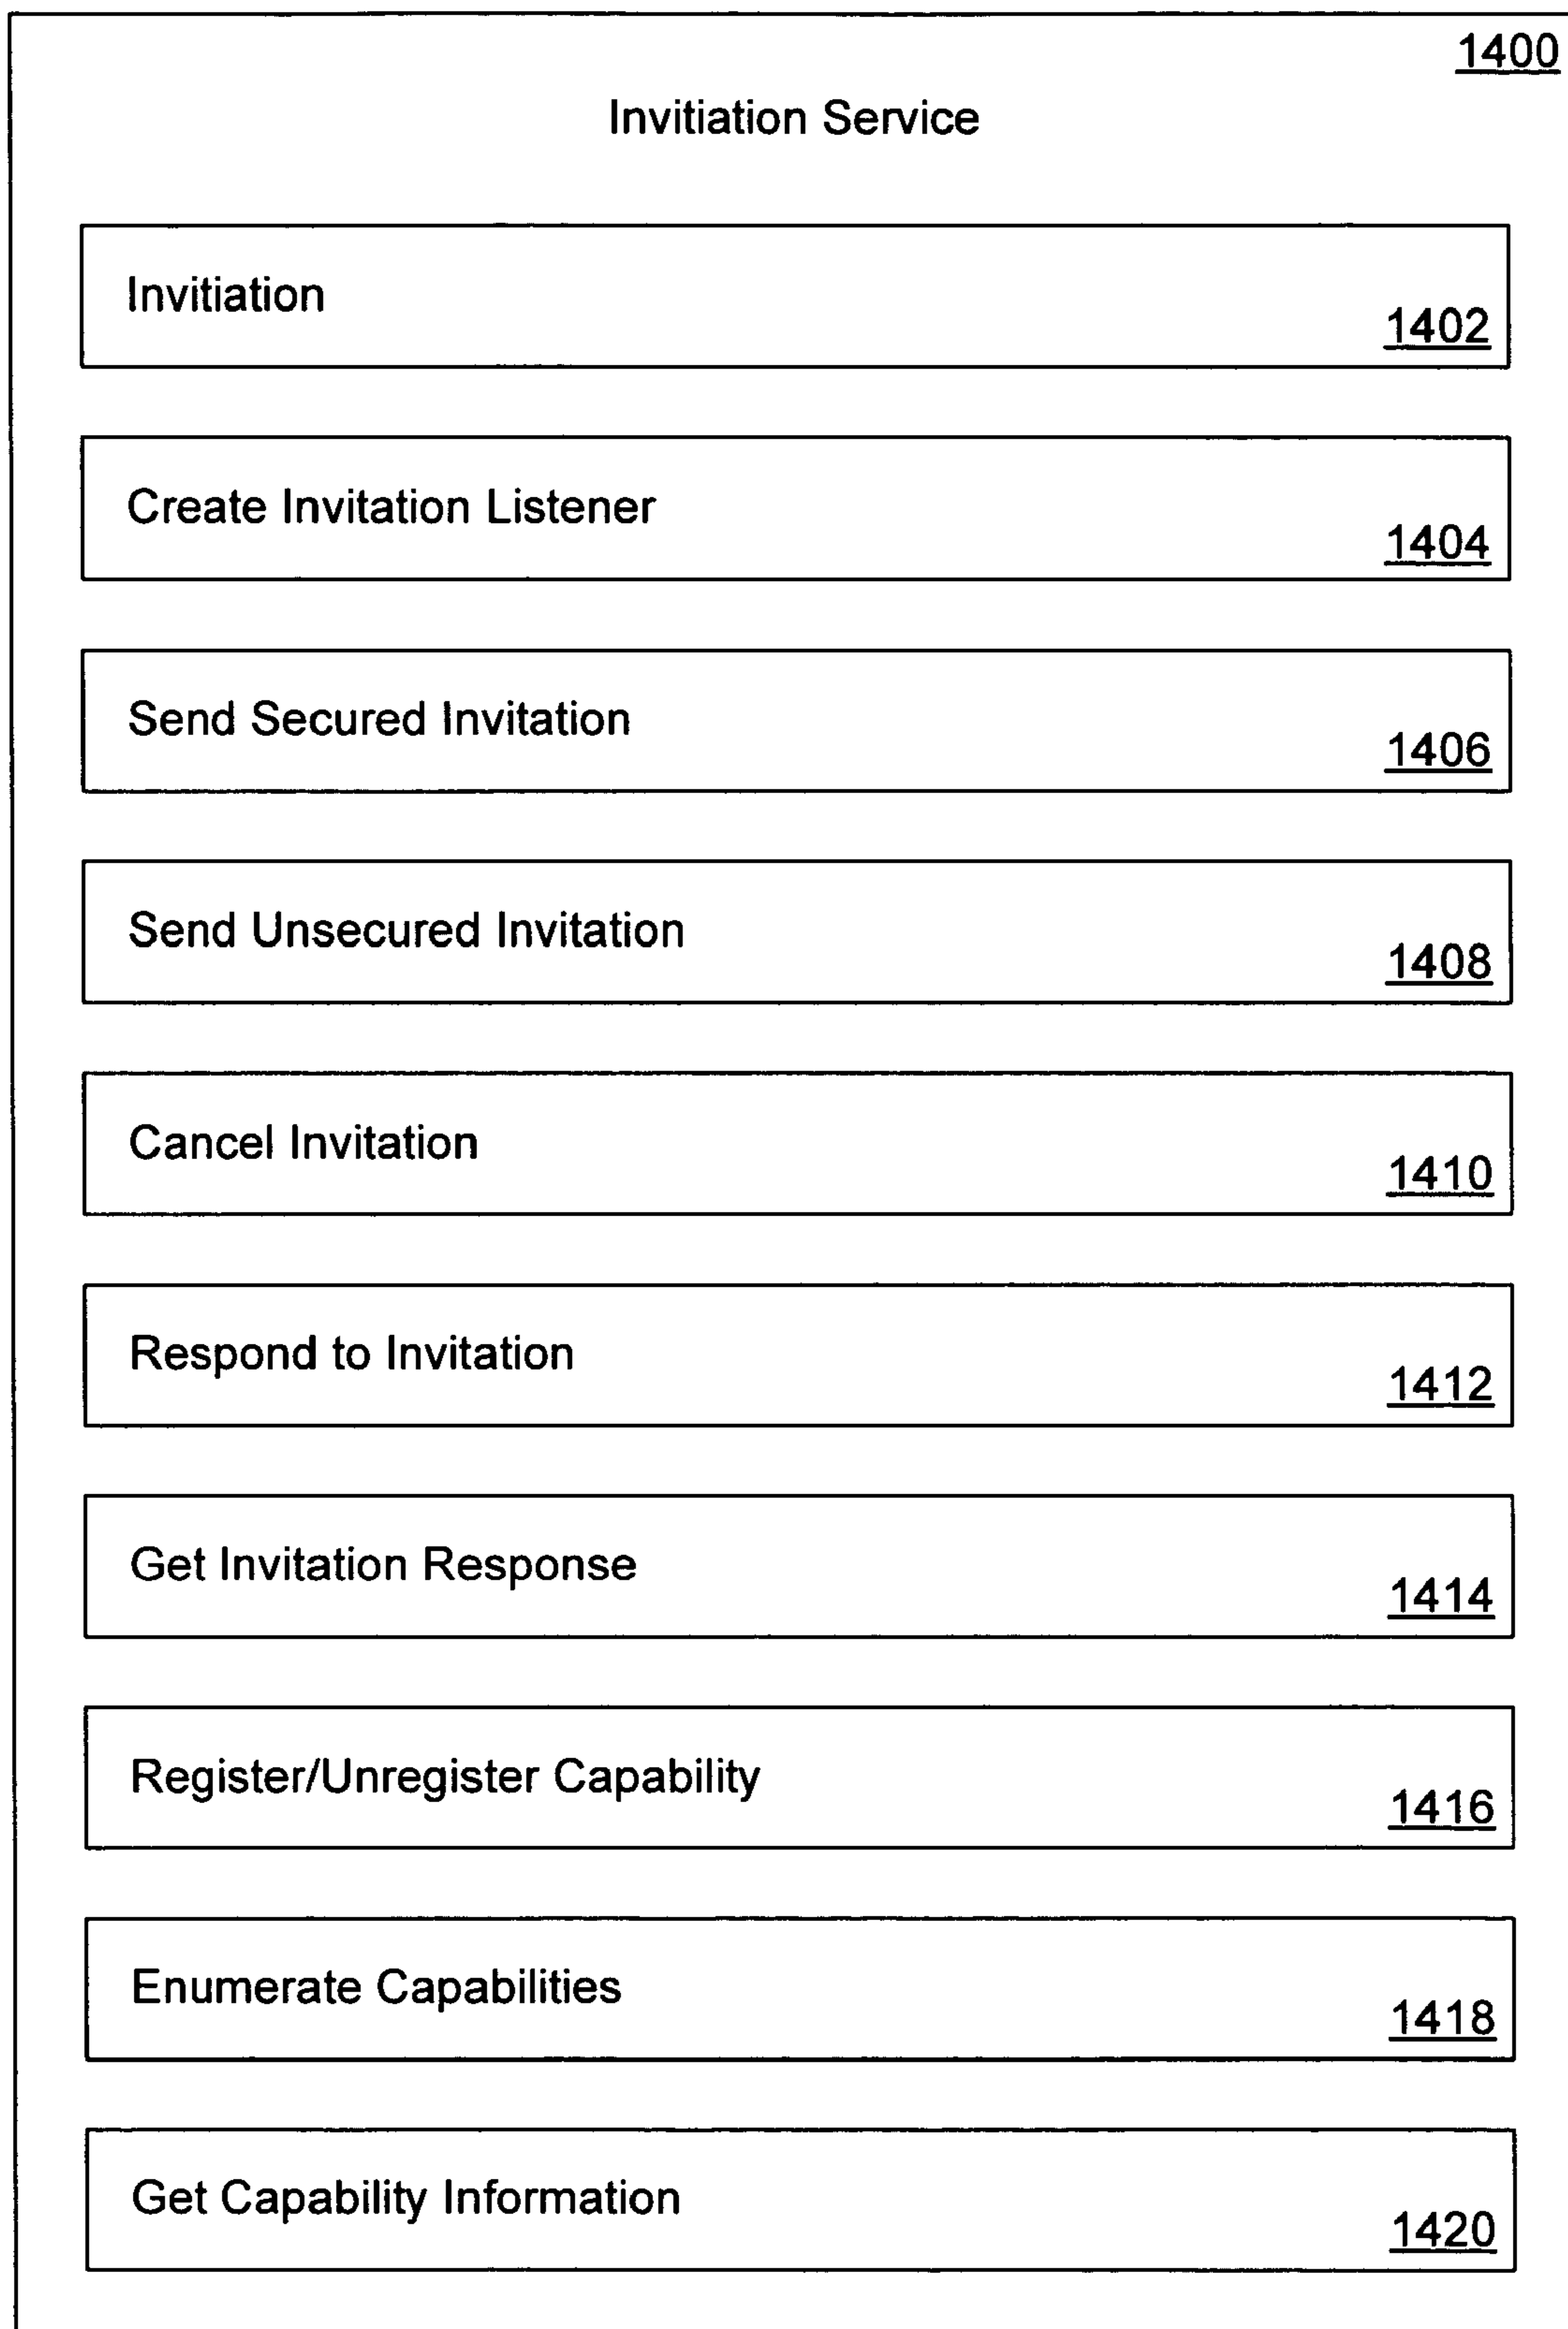 1400
Invitiation Service
Invitiation
1402
Create Invitation Listener
1404
Send Secured Invitation
1406
Send Unsecured Invitation
1408
Cancel Invitation
1410
Respond to Invitation
1412
Get Invitation Response
1414
Register/Unregister Capability
1416
Enumerate Capabilities
1418
Get Capability Information
1420